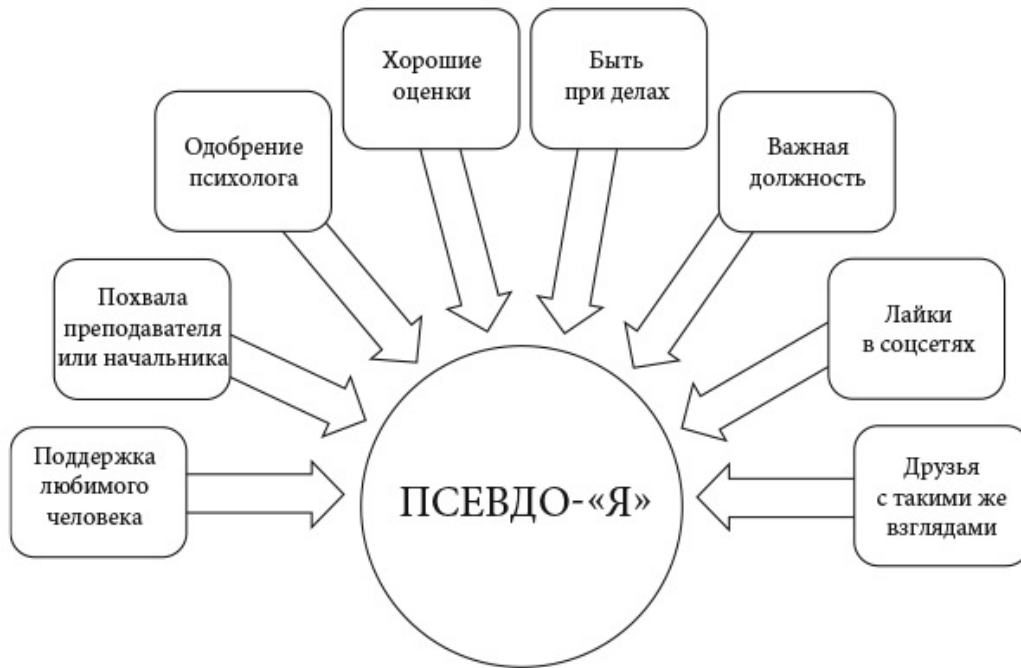 Хорошие
оценки
Быть
при делах
Одобрение
психолога
Важная
должность
Похвала
преподавателя
или начальника
Лайки
в соцсетях
Поддержка
любимого
человека
ПСЕВДО-«Я»
Друзья
с такими же
взглядами